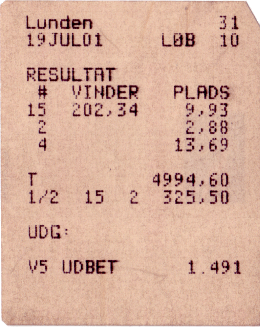 Lunden 31
19JUL01 LØB 10
RESULTAT
# VINDER PLADS
15 202,34 9,93
2 2,88
4 13,69
T 4994,60
1/2 15 2 325,50
UDG:
V5 UDBET 1.491